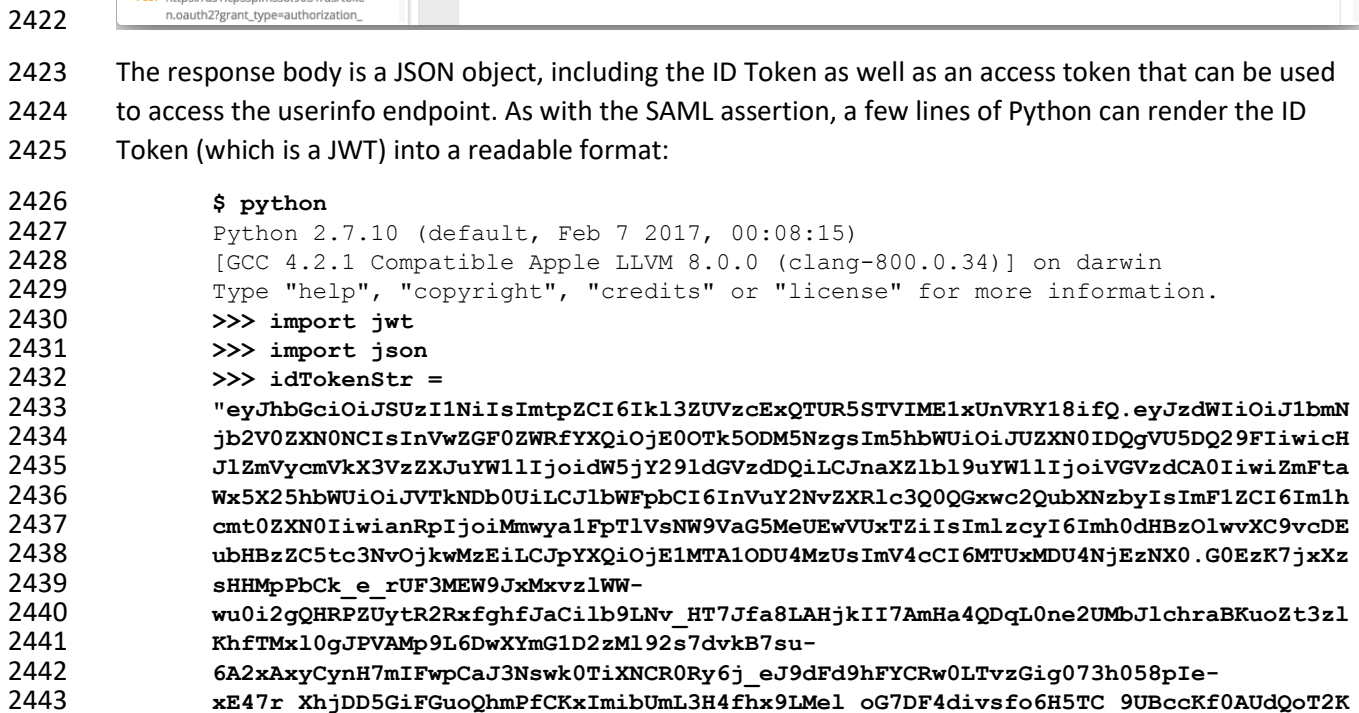 n.oauth2?grant_type=authorization_
2422
2423 The response body is a JSON object, including the ID Token as well as an access token that can be used
2424 to access the userinfo endpoint. As with the SAML assertion, a few lines of Python can render the ID
2425 Token (which is a JWT) into a readable format:
2426 $ python
2427 Python 2.7.10 (default, Feb 7 2017, 00:08:15)
2428 [GCC 4.2.1 Compatible Apple LLVM 8.0.0 (clang-800.0.34)] on darwin
2429 Type "help", "copyright", "credits" or "license" for more information.
2430 >>> import jwt
2431 >>> import json
2432 >>> idTokenStr =
2433 "eyJhbGciOiJSUzI1NiIsImtpZCI6Ikl3ZUVzcExQTUR5STVIME1xUnVRY18ifQ.eyJzdWIiOiJ1bmN
2434 jb2V0ZXN0NCIsInVwZGF0ZWRfYXQiOjE0OTk5ODM5NzgsIm5hbWUiOiJUZXN0IDQgVU5DQ29FIiwicH
2435 JlZmVycmVkX3VzZXJuYW1lIjoidW5jY29ldGVzdDQiLCJnaXZlbl9uYW1lIjoiVGVzdCA0IiwiZmFta
2436 Wx5X25hbWUiOiJVTkNDb0UiLCJlbWFpbCI6InVuY2NvZXRlc3Q0QGxwc2QubXNzbyIsImF1ZCI6Im1h
2437 cmt0ZXN0IiwianRpIjoiMmwya1FpTlVsNW9VaG5MeUEwVUxTZiIsImlzcyI6Imh0dHBzOlwvXC9vcDE
2438 ubHBzZC5tc3NvOjkwMzEiLCJpYXQiOjE1MTA1ODU4MzUsImV4cCI6MTUxMDU4NjEzNX0.G0EzK7jxXz
2439 sHHMpPbCk_e_rUF3MEW9JxMxvzlWW-
2440 wu0i2gQHRPZUytR2RxfghfJaCilb9LNv_HT7Jfa8LAHjkII7AmHa4QDqL0ne2UMbJlchraBKuoZt3zl
2441 KhfTMxl0gJPVAMp9L6DwXYmG1D2zMl92s7dvkB7su-
2442 6A2xAxyCynH7mIFwpCaJ3Nswk0TiXNCR0Ry6j_eJ9dFd9hFYCRw0LTvzGig073h058pIe-
2443 xE47r_XhjDD5GiFGuoQhmPfCKxImibUmL3H4fhx9LMel_oG7DF4divsfo6H5TC_9UBccKf0AUdQoT2K